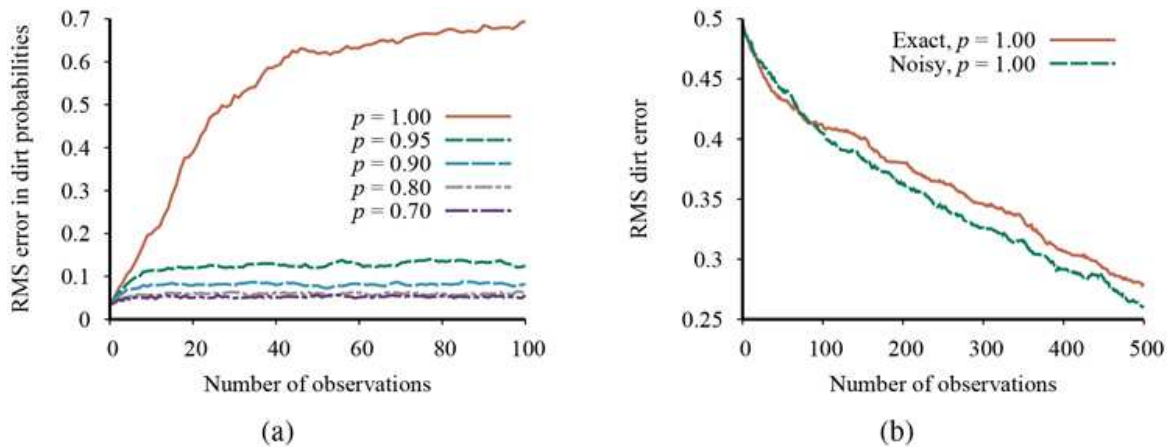 RMS error in dirt probabilities
0.7
0.6
0.5
0.4
0.3
0.2
0.1
0
p = 1.00
p = 0.95
p = 0.90
p = 0.80
p = 0.70
0 20 40 60 80 100
Number of observations
(a)
RMS dirt error
0.5
0.45
0.4
0.35
0.3
0.25
Exact, p = 1.00
Noisy, p = 1.00
0 100 200 300 400 500
Number of observations
(b)